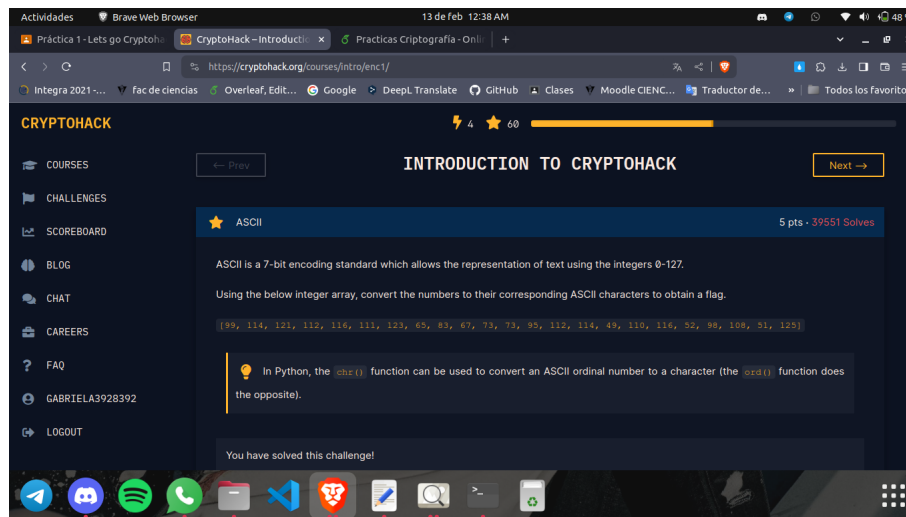 Actividades Brave Web Browser 13 de feb 12:38 AM 48
Práctica 1 - Lets go Cryptoha CryptoHack – Introductio × Practicas Criptografía - Onli +
https://cryptohack.org/courses/intro/enc1/
Integra 2021 -... fac de ciencias Overleaf, Edit... Google DeepL Translate GitHub Clases Moodle CIENC... Traductor de... » Todos los favorito
CRYPTOHACK 4 60
← Prev INTRODUCTION TO CRYPTOHACK Next →
COURSES
CHALLENGES
SCOREBOARD
BLOG
CHAT
CAREERS
FAQ
GABRIELA3928392
LOGOUT
ASCII 5 pts · 39551 Solves
ASCII is a 7-bit encoding standard which allows the representation of text using the integers 0-127.
Using the below integer array, convert the numbers to their corresponding ASCII characters to obtain a flag.
[99, 114, 121, 112, 116, 111, 123, 65, 83, 67, 73, 73, 95, 112, 114, 49, 110, 116, 52, 98, 108, 51, 125]
In Python, the chr() function can be used to convert an ASCII ordinal number to a character (the ord() function does
the opposite).
You have solved this challenge!